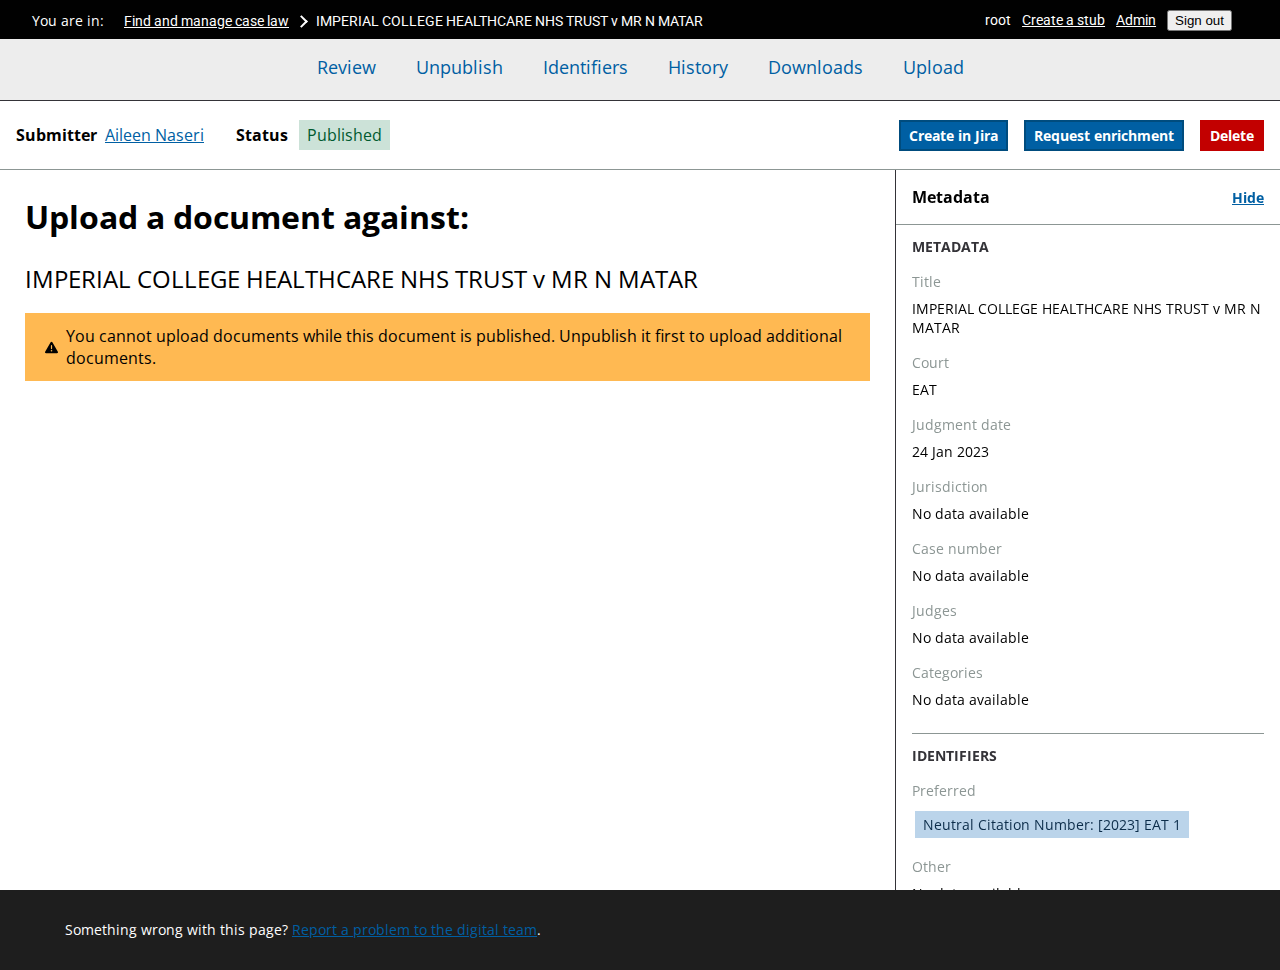 You are in: Find and manage case law IMPERIAL COLLEGE HEALTHCARE NHS TRUST v MR N MATAR root Create a stub Admin Sign out
Review Unpublish Identifiers History Downloads Upload
Submitter Aileen Naseri Status Published Create in Jira Request enrichment Delete
Upload a document against:
IMPERIAL COLLEGE HEALTHCARE NHS TRUST v MR N MATAR
You cannot upload documents while this document is published. Unpublish it first to upload additional
documents.
Metadata Hide
METADATA
Title
IMPERIAL COLLEGE HEALTHCARE NHS TRUST v MR N
MATAR
Court
EAT
Judgment date
24 Jan 2023
Jurisdiction
No data available
Case number
No data available
Judges
No data available
Categories
No data available
IDENTIFIERS
Preferred
Neutral Citation Number: [2023] EAT 1
Other
Something wrong with this page? Report a problem to the digital team.